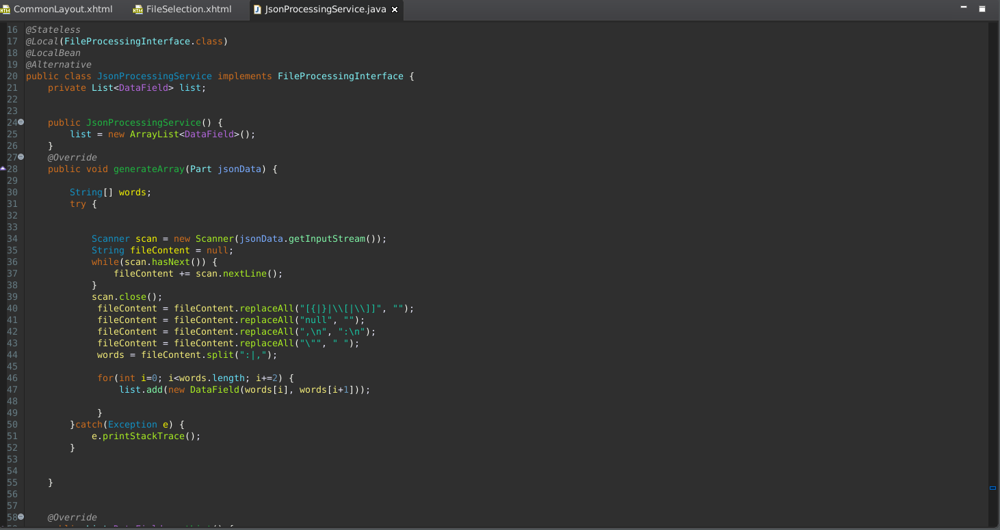 CommonLayout.xhtml FileSelection.xhtml JsonProcessingService.java
16 @Stateless
17 @Local(FileProcessingInterface.class)
18 @LocalBean
19 @Alternative
20 public class JsonProcessingService implements FileProcessingInterface {
21     private List<DataField> list;
22
23
24     public JsonProcessingService() {
25         list = new ArrayList<DataField>();
26     }
27     @Override
28     public void generateArray(Part jsonData) {
29
30         String[] words;
31         try {
32
33
34             Scanner scan = new Scanner(jsonData.getInputStream());
35             String fileContent = null;
36             while(scan.hasNext()) {
37                 fileContent += scan.nextLine();
38             }
39             scan.close();
40              fileContent = fileContent.replaceAll("[{|}|\\[|\\]]", "");
41              fileContent = fileContent.replaceAll("null", "");
42              fileContent = fileContent.replaceAll(",\n", ":\n");
43              fileContent = fileContent.replaceAll("\"", " ");
44              words = fileContent.split(":|,");
45
46              for(int i=0; i<words.length; i+=2) {
47                  list.add(new DataField(words[i], words[i+1]));
48
49              }
50         }catch(Exception e) {
51             e.printStackTrace();
52         }
53
54
55     }
56
57
58     @Override